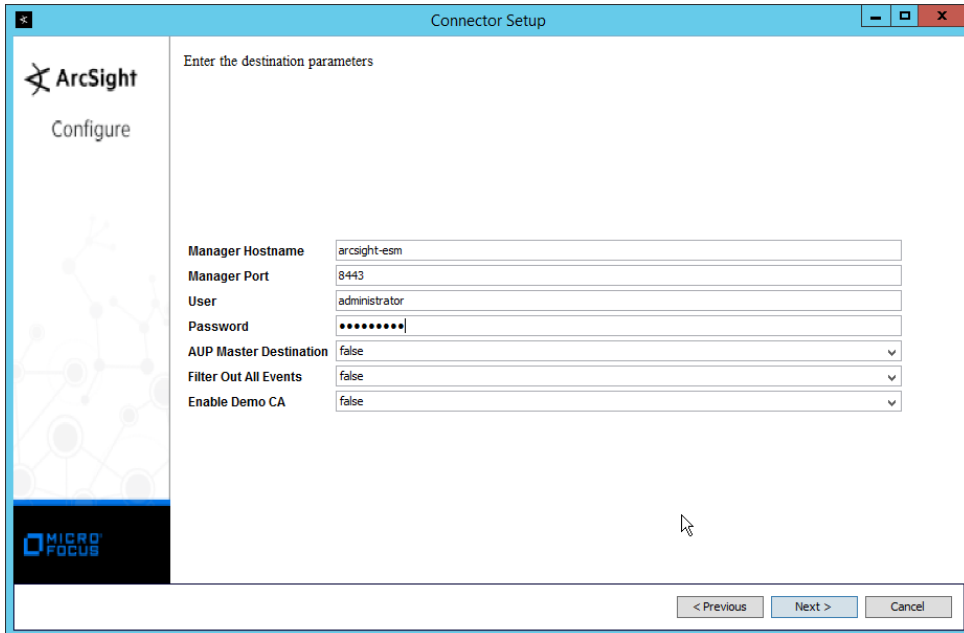 Connector Setup
ArcSight
Configure
Enter the destination parameters
Manager Hostname arcsight-esm
Manager Port 8443
User administrator
Password •••••••••
AUP Master Destination false
Filter Out All Events false
Enable Demo CA false
MICRO
FOCUS
< Previous Next > Cancel